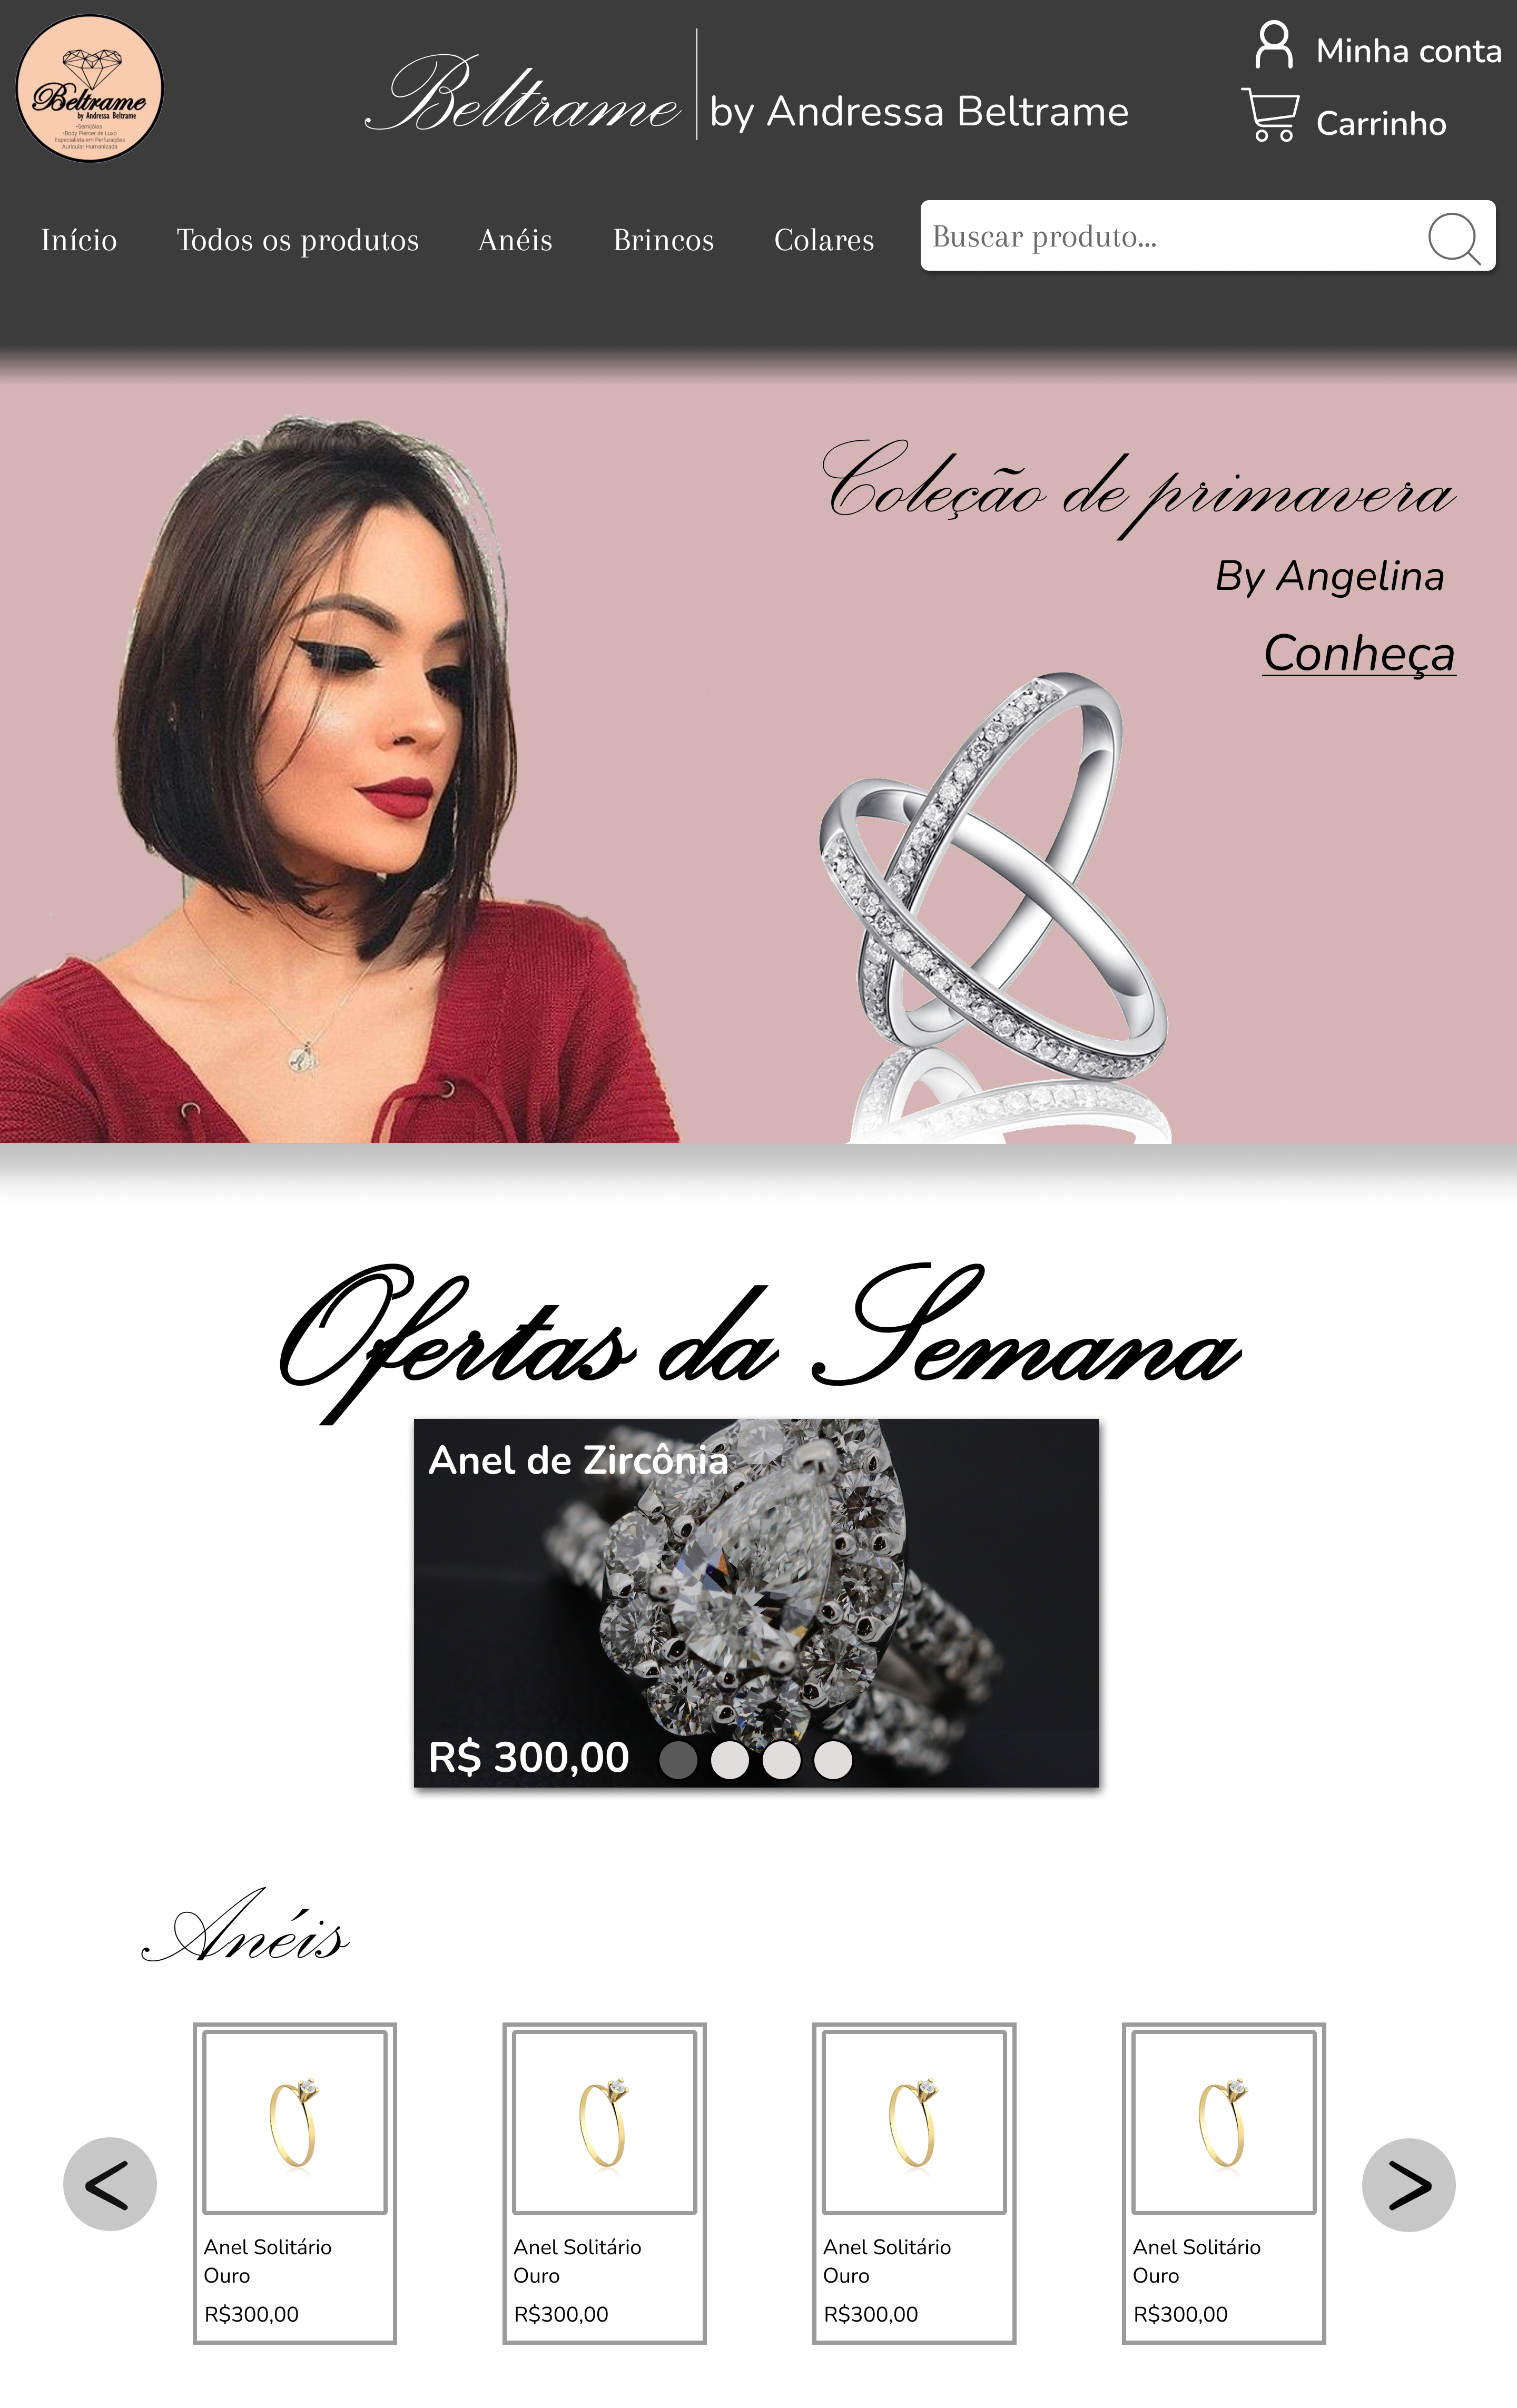 Beltrame
by Andressa Beltrame
•Semijóias
•Body Piercer de Luxo
Especialista em Perfurações
Auricular Humanizada
Beltrame by Andressa Beltrame
Minha conta
Carrinho
Início Todos os produtos Anéis Brincos Colares Buscar produto...
Coleção de primavera
By Angelina
Conheça
Ofertas da Semana
Anel de Zircônia
R$ 300,00
Anéis
< >
Anel Solitário
Ouro
R$300,00
Anel Solitário
Ouro
R$300,00
Anel Solitário
Ouro
R$300,00
Anel Solitário
Ouro
R$300,00